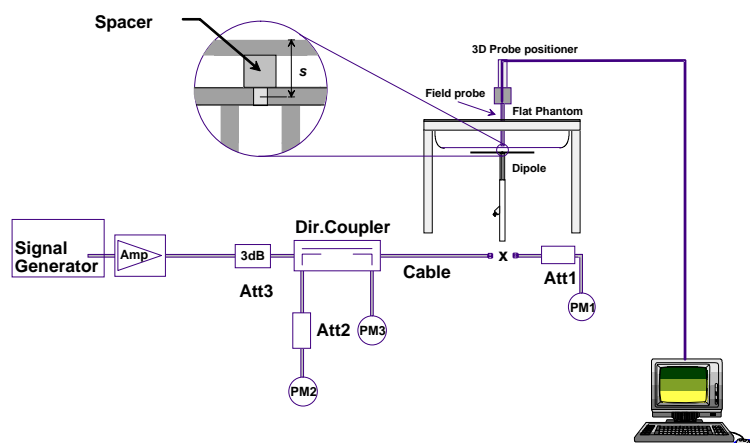 Spacer
s
3D Probe positioner
Field probe
Flat Phantom
Dipole
Signal
Generator
Amp
3dB
Att3
Dir.Coupler
Cable
x
Att1
PM1
Att2
PM3
PM2